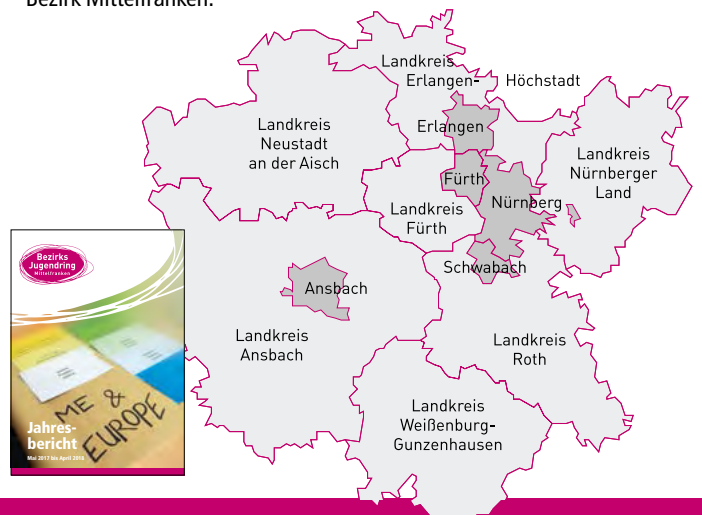 Bezirk Mittelfranken.
Landkreis
Erlangen-
Höchstadt
Landkreis
Neustadt
an der Aisch
Erlangen
Landkreis
Nürnberger
Land
Fürth
Nürnberg
Landkreis
Fürth
Schwabach
Ansbach
Landkreis
Ansbach
Landkreis
Roth
Landkreis
Weißenburg-
Gunzenhausen
Bezirks
Jugendring
Mittelfranken
ME &
EUROPE
Jahres-
bericht
Mai 2017 bis April 2018